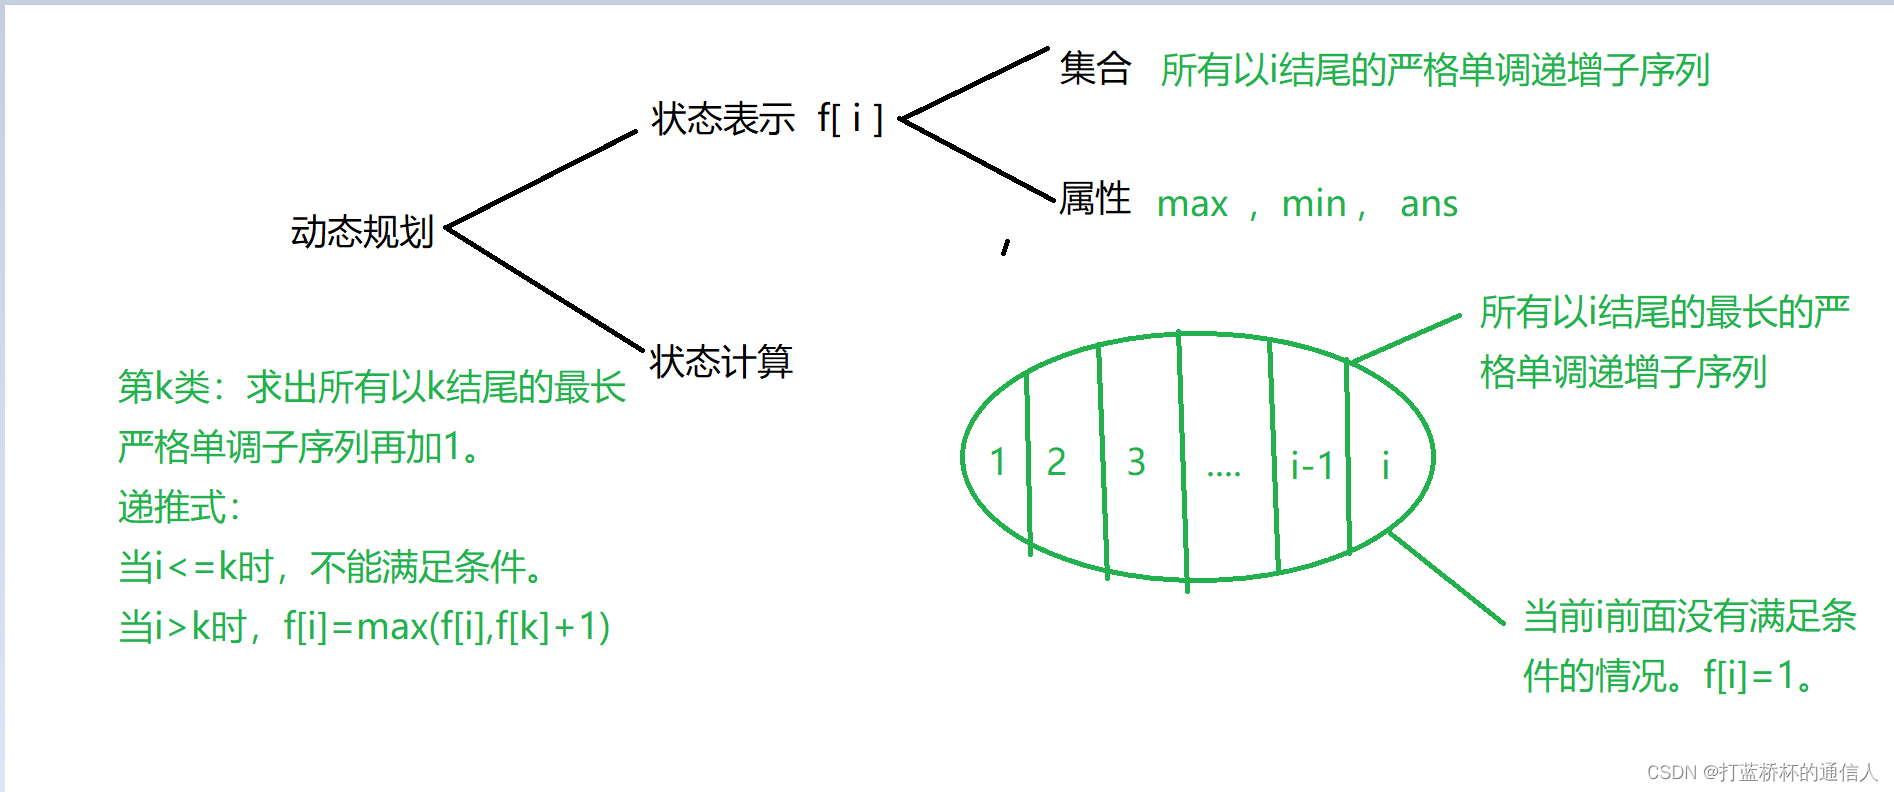 集合 所有以i结尾的严格单调递增子序列
状态表示 f[ i ]
属性 max ，min， ans
动态规划
状态计算
第k类：求出所有以k结尾的最长
严格单调子序列再加1。
递推式：
当i<=k时，不能满足条件。
当i>k时，f[i]=max(f[i],f[k]+1)
所有以i结尾的最长的严
格单调递增子序列
1 2 3 .... i-1 i
当前i前面没有满足条
件的情况。f[i]=1。
CSDN @打蓝桥杯的通信人